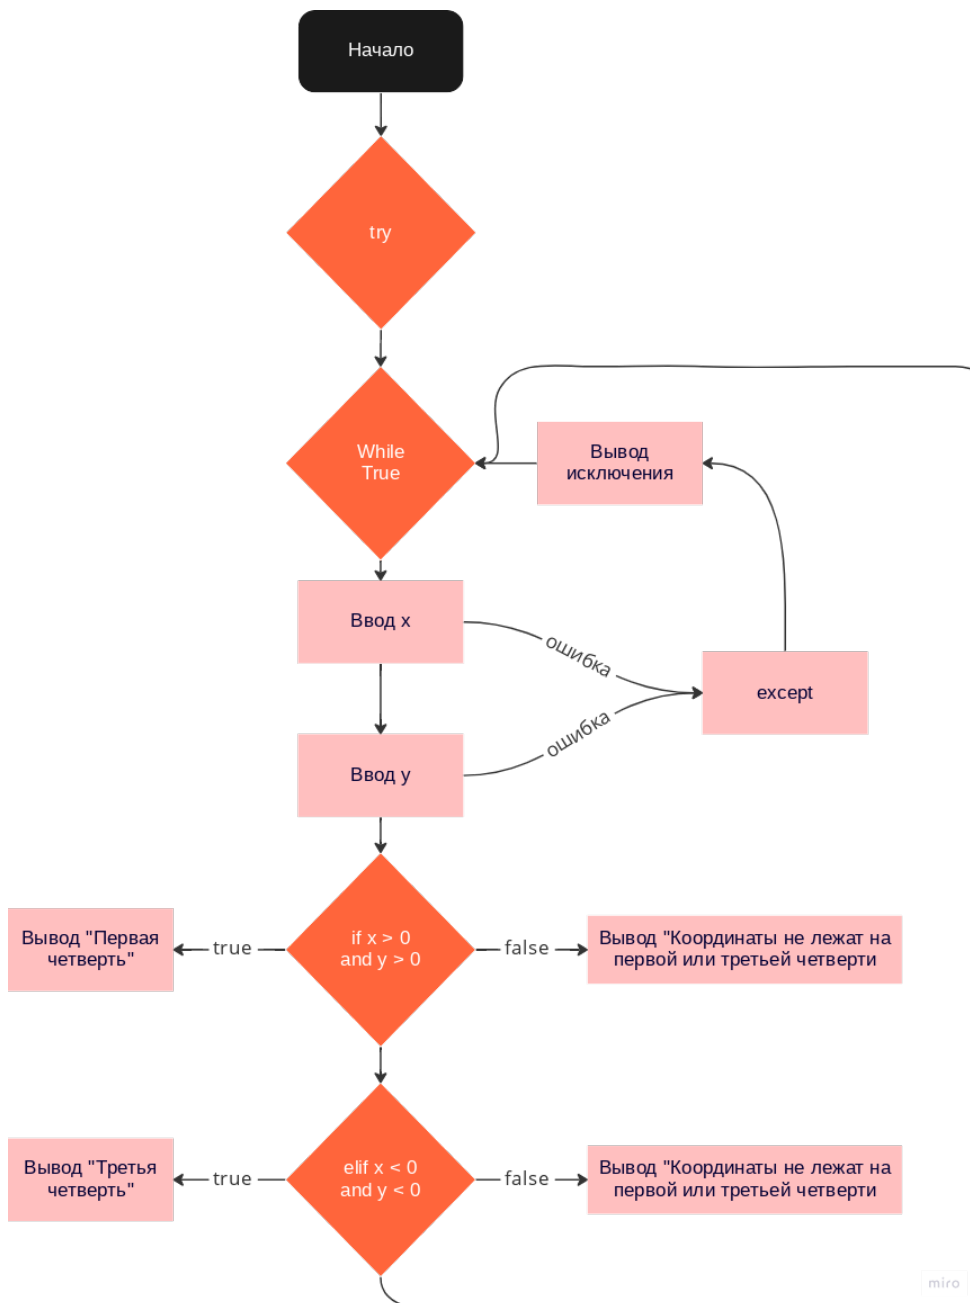 Начало
try
While
True
Вывод
исключения
Ввод x
ошибка
except
ошибка
Ввод y
Вывод "Первая
четверть"
true
if x > 0
and y > 0
false
Вывод "Координаты не лежат на
первой или третьей четверти
Вывод "Третья
четверть"
true
elif x < 0
and y < 0
false
Вывод "Координаты не лежат на
первой или третьей четверти
miro